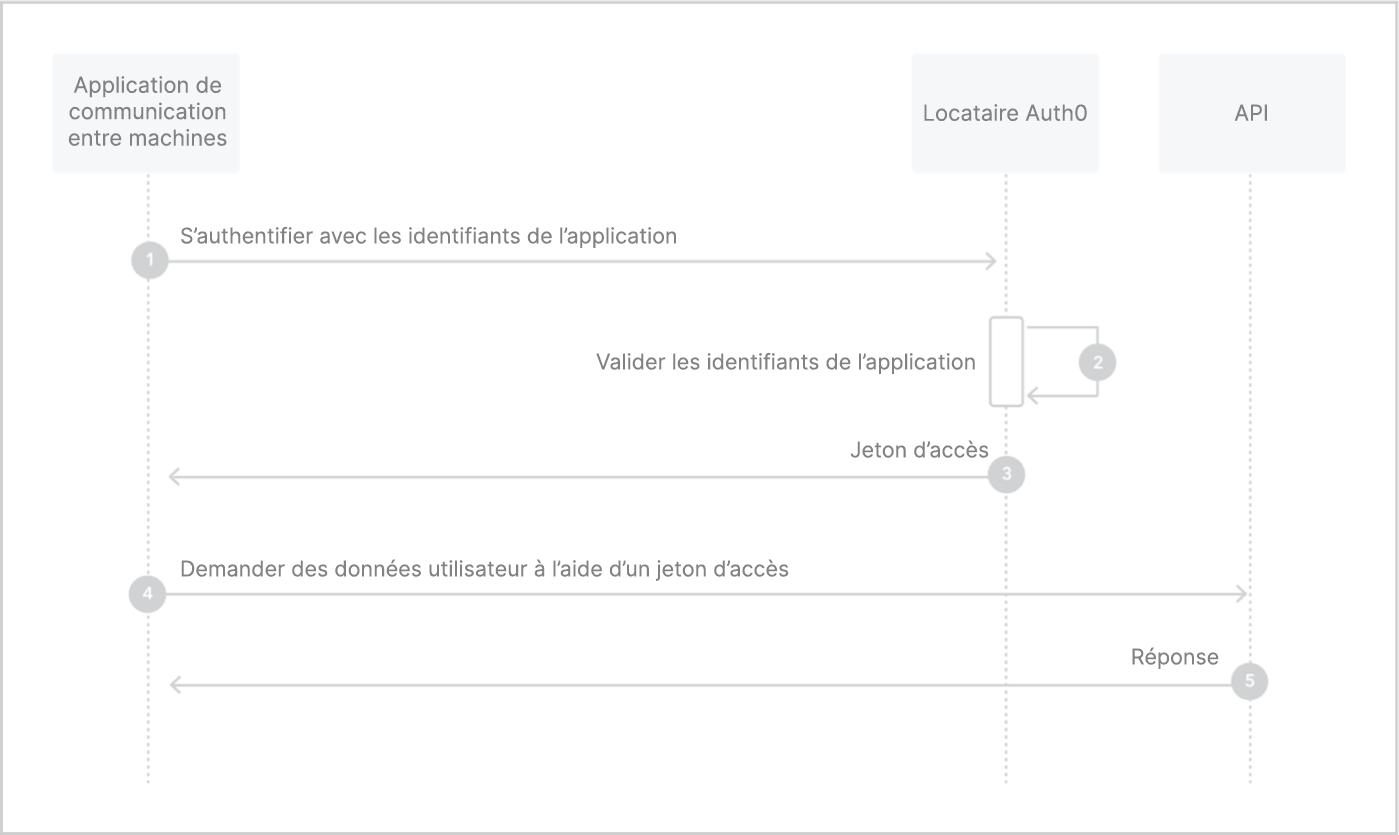 Application de
communication
entre machines
Locataire Auth0
API
S’authentifier avec les identifiants de l’application
1
Valider les identifiants de l’application
2
Jeton d’accès
3
Demander des données utilisateur à l’aide d’un jeton d’accès
4
Réponse
5